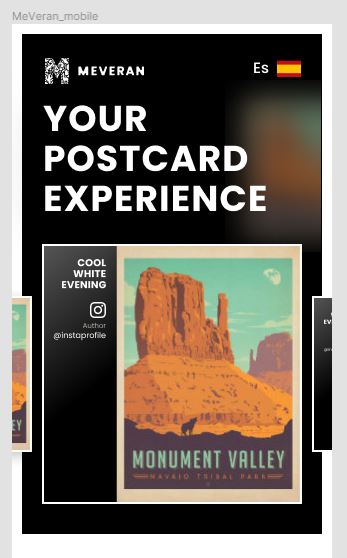 MeVeran_mobile
MEVERAN
Es
YOUR
POSTCARD
EXPERIENCE
COOL
WHITE
EVENING
Author
@instaprofile
MONUMENT VALLEY
NAVAJO TRIBAL PARK